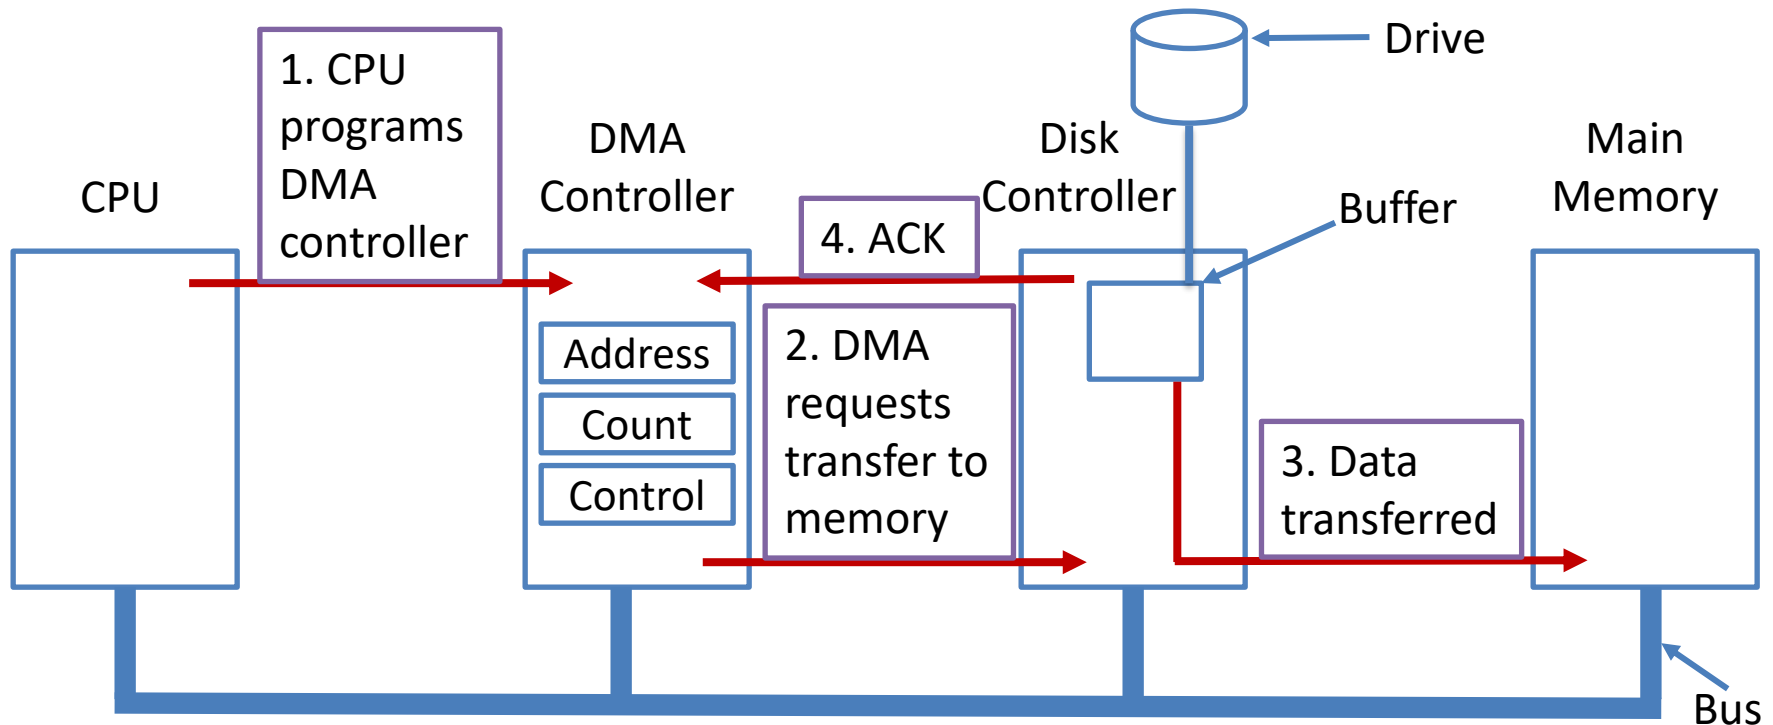 Drive
1. CPU
programs
DMA
controller
CPU
DMA
Controller
Disk
Controller
Main
Memory
Buffer
4. ACK
Address
Count
Control
2. DMA
requests
transfer to
memory
3. Data
transferred
Bus